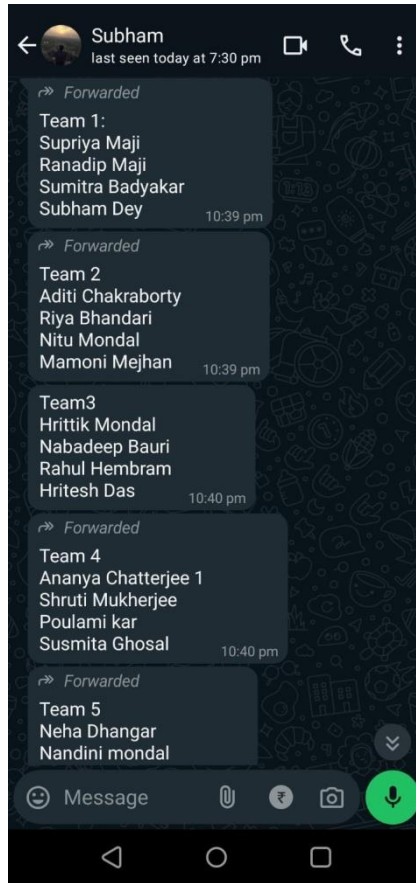 Subham
last seen today at 7:30 pm
Forwarded
Team 1:
Supriya Maji
Ranadip Maji
Sumitra Badyakar
Subham Dey
10:39 pm
Forwarded
Team 2
Aditi Chakraborty
Riya Bhandari
Nitu Mondal
Mamoni Mejhan
10:39 pm
Team3
Hrittik Mondal
Nabadeep Bauri
Rahul Hembram
Hritesh Das
10:40 pm
Forwarded
Team 4
Ananya Chatterjee 1
Shruti Mukherjee
Poulami kar
Susmita Ghosal
10:40 pm
Forwarded
Team 5
Neha Dhangar
Nandini mondal
Message
₹